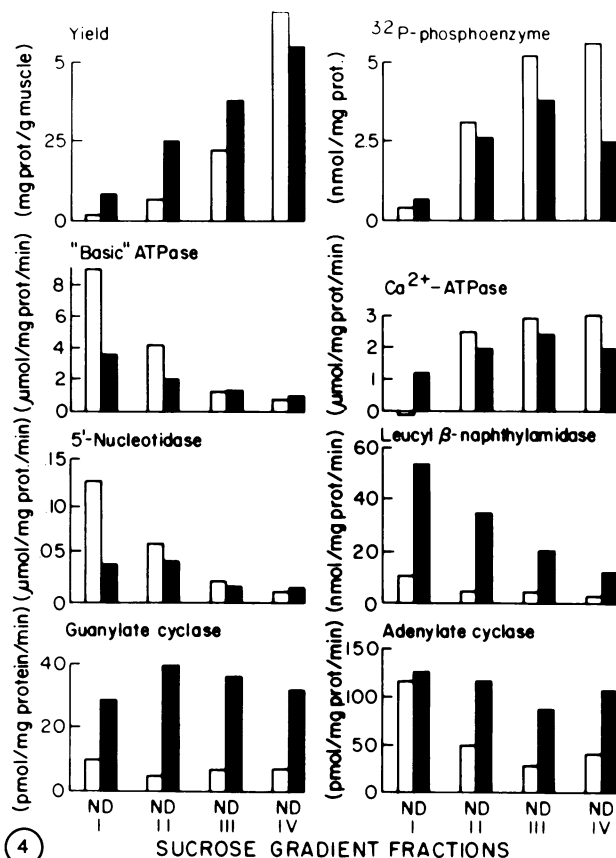 Yield
(mg prot/g muscle)
5
25
0
32P-phosphoenzyme
(nmol/mg prot.)
5
25
0
"Basic" ATPase
(μmol/mg prot/min)
8
6
4
2
0
Ca2+-ATPase
(μmol/mg prot/min)
3
2
1
0
5'-Nucleotidase
(μmol/mg prot/min)
15
05
0
Leucyl β-naphthylamidase
(nmol/mg prot/min)
60
40
20
0
Guanylate cyclase
(pmol/mg protein/min)
40
20
0
Adenylate cyclase
(pmol/mg prot/min)
150
100
50
0
ND ND ND ND
I II III IV
ND ND ND ND
I II III IV
4
SUCROSE GRADIENT FRACTIONS